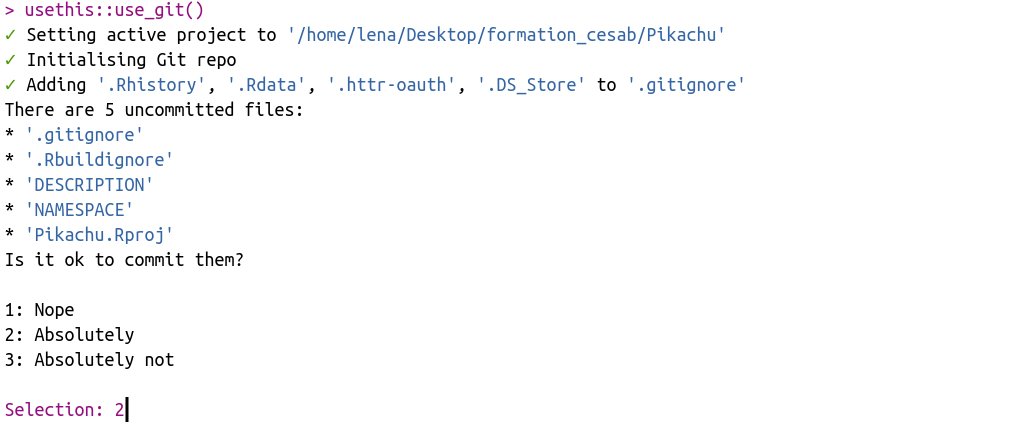 > usethis::use_git()
✓ Setting active project to '/home/lena/Desktop/formation_cesab/Pikachu'
✓ Initialising Git repo
✓ Adding '.Rhistory', '.Rdata', '.httr-oauth', '.DS_Store' to '.gitignore'
There are 5 uncommitted files:
* '.gitignore'
* '.Rbuildignore'
* 'DESCRIPTION'
* 'NAMESPACE'
* 'Pikachu.Rproj'
Is it ok to commit them?
1: Nope
2: Absolutely
3: Absolutely not
Selection: 2